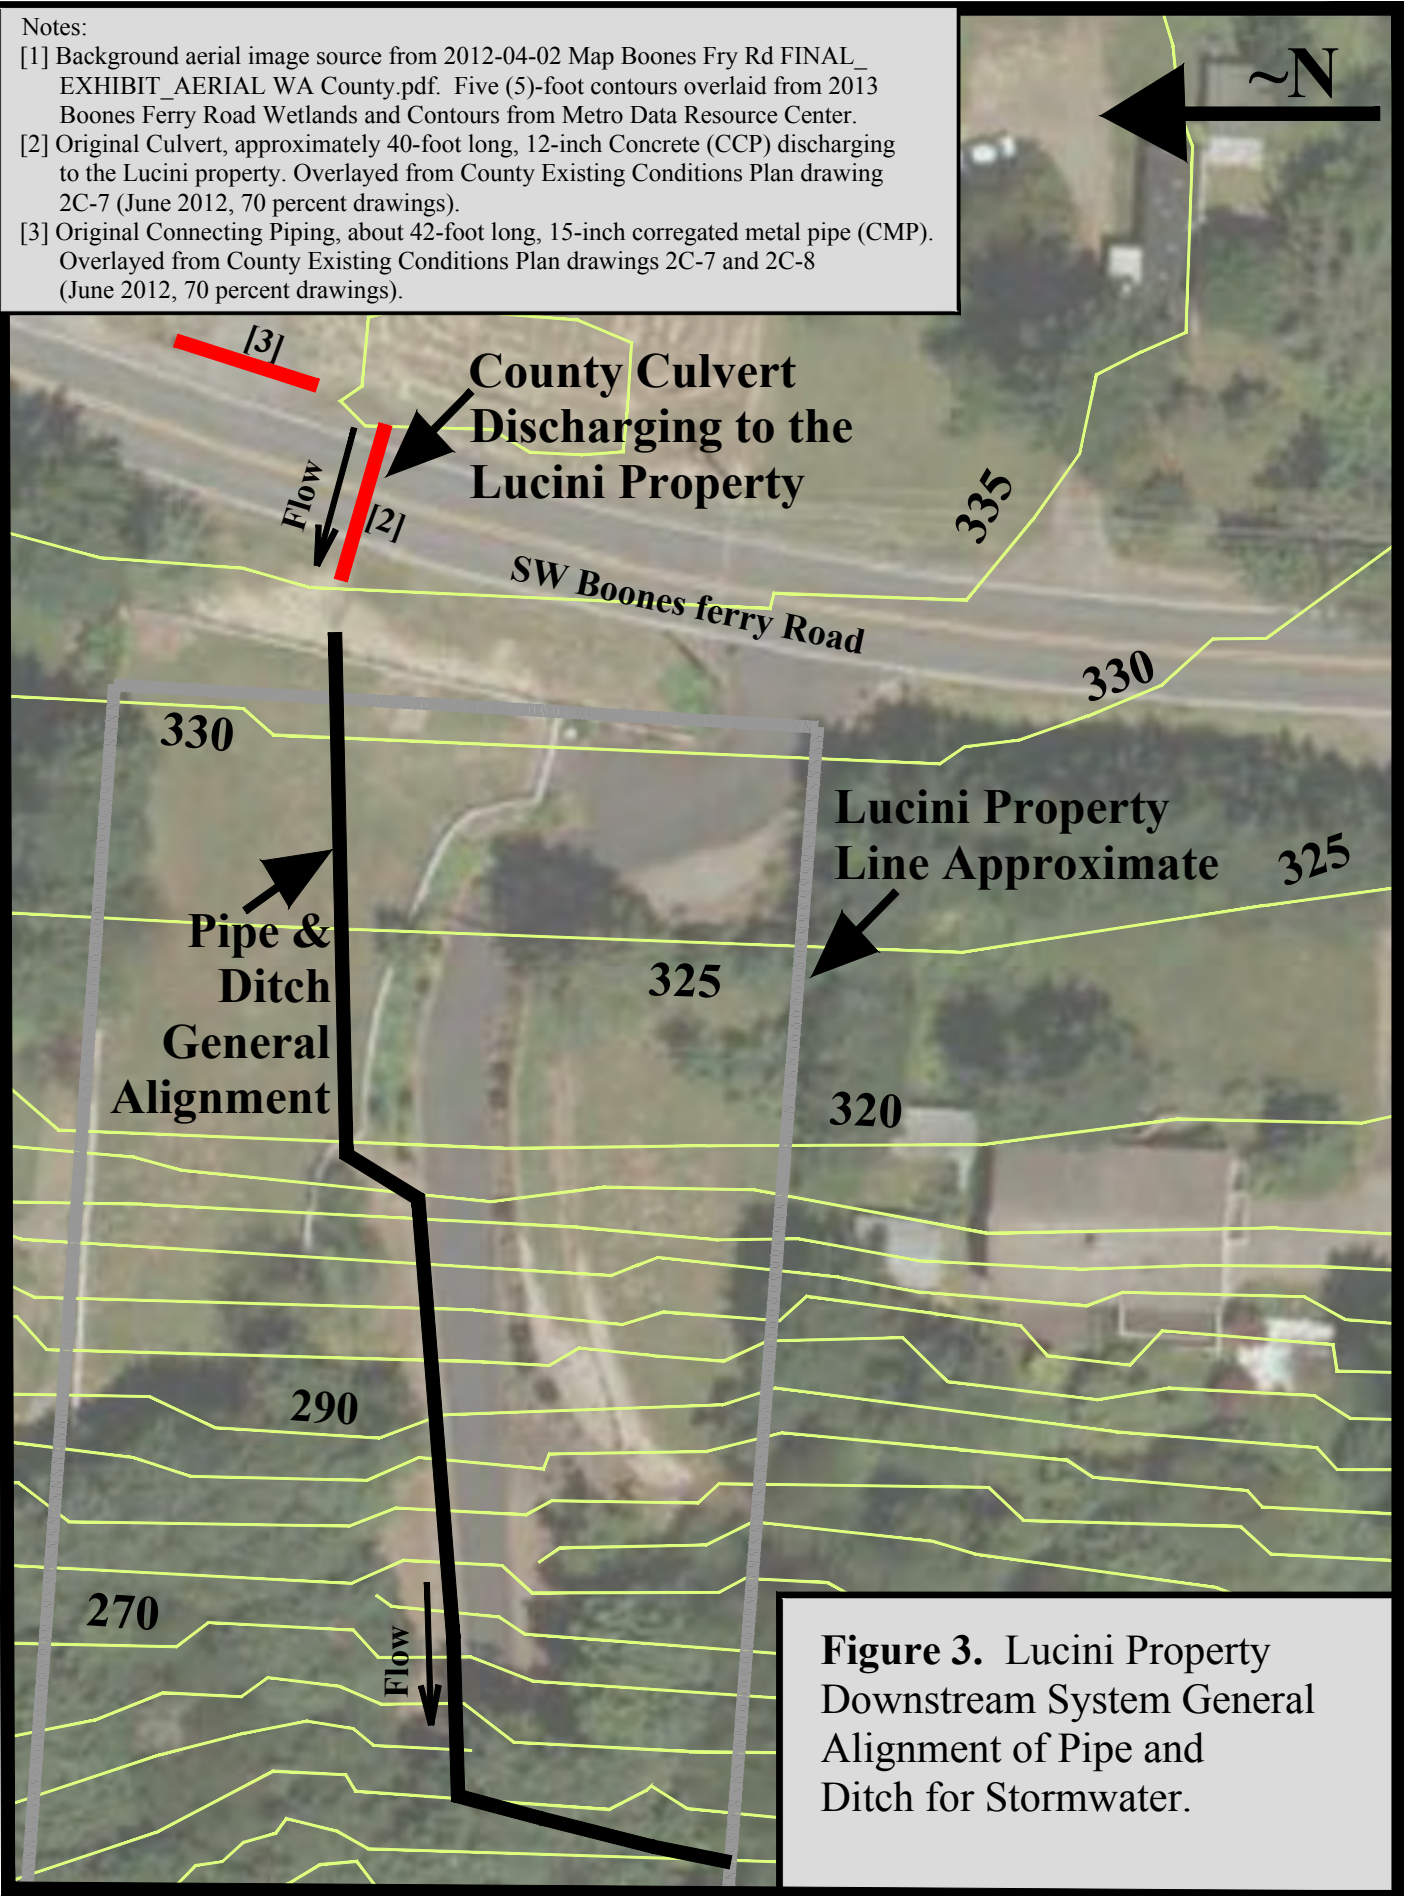 Notes:
[1] Background aerial image source from 2012-04-02 Map Boones Fry Rd FINAL_
EXHIBIT_AERIAL WA County.pdf. Five (5)-foot contours overlaid from 2013
Boones Ferry Road Wetlands and Contours from Metro Data Resource Center.
[2] Original Culvert, approximately 40-foot long, 12-inch Concrete (CCP) discharging
to the Lucini property. Overlayed from County Existing Conditions Plan drawing
2C-7 (June 2012, 70 percent drawings).
[3] Original Connecting Piping, about 42-foot long, 15-inch corregated metal pipe (CMP).
Overlayed from County Existing Conditions Plan drawings 2C-7 and 2C-8
(June 2012, 70 percent drawings).
~N
[3]
County Culvert
Discharging to the
Lucini Property
Flow
[2]
335
SW Boones ferry Road
330
330
Lucini Property
Line Approximate
325
Pipe &
Ditch
General
Alignment
325
320
290
270
Flow
Figure 3. Lucini Property
Downstream System General
Alignment of Pipe and
Ditch for Stormwater.